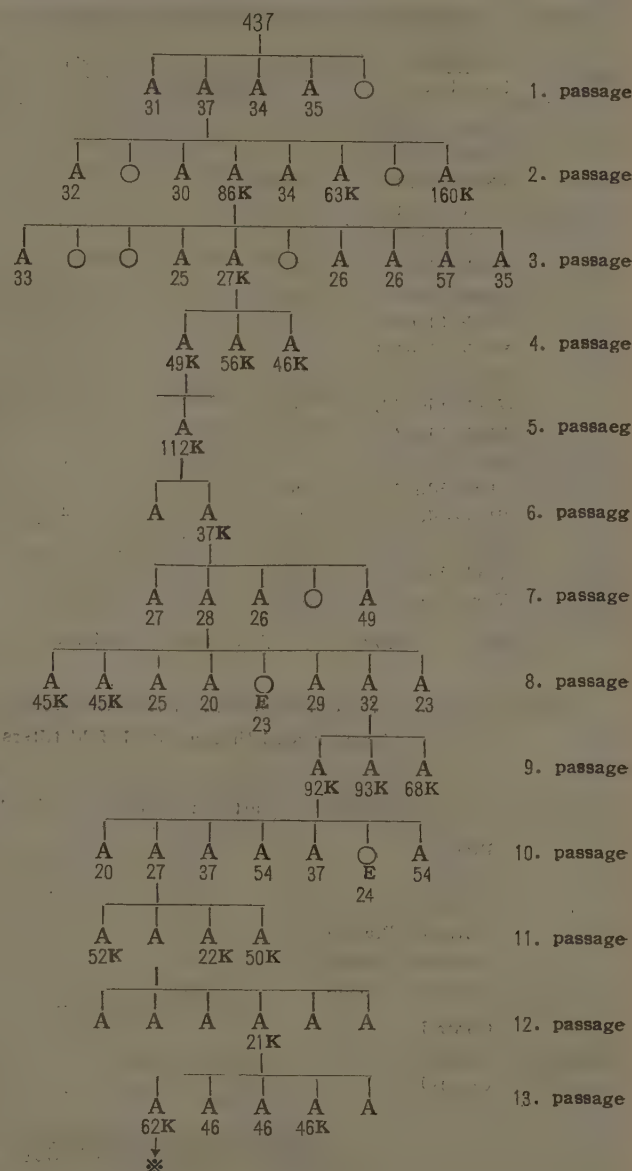 437
A A A A ○ 1. passage
31 37 34 35
A ○ A A A A ○ A 2. passage
32 30 86K 34 63K 160K
A ○ ○ A A ○ A A A A 3. passage
33 25 27K 26 26 57 35
A A A 4. passage
49K 56K 46K
A 5. passaeg
112K
A A 6. passagg
37K
A A A ○ A 7. passage
27 28 26 49
A A A A ○ A A A 8. passage
45K 45K 25 20 E 29 32 23
23
A A A 9. passage
92K 93K 68K
A A A A A ○ A 10. passage
20 27 37 54 37 E 54
24
A A A A 11. passage
52K 22K 50K
A A A A A A 12. passage
21K
A A A A A 13. passage
62K 46 46 46K
※